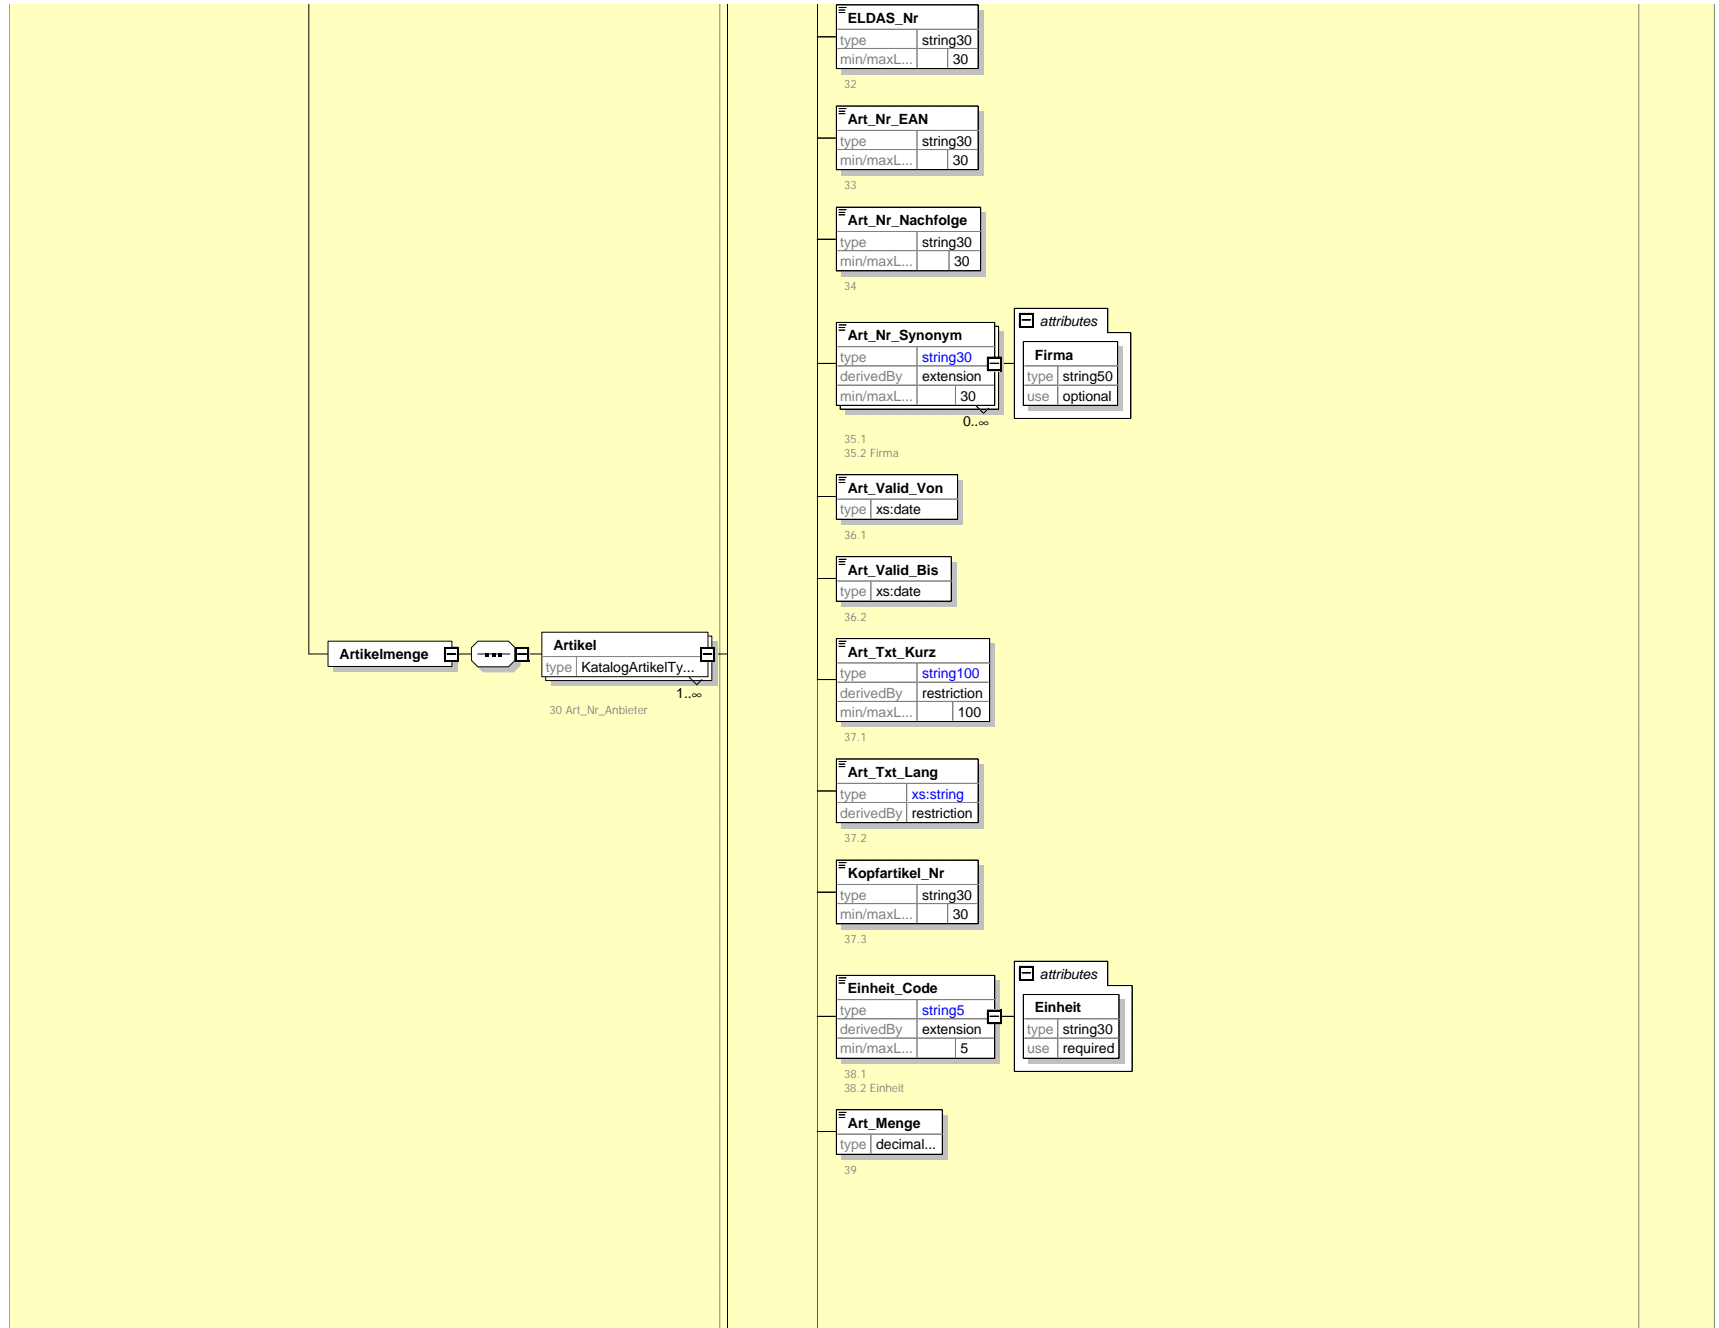 ELDAS_Nr
type string30
min/maxL... 30
32
Art_Nr_EAN
type string30
min/maxL... 30
33
Art_Nr_Nachfolge
type string30
min/maxL... 30
34
Art_Nr_Synonym
type string30
derivedBy extension
min/maxL... 30
0..∞
35.1
35.2 Firma
attributes
Firma
type string50
use optional
Art_Valid_Von
type xs:date
36.1
Art_Valid_Bis
type xs:date
36.2
Artikelmenge
Artikel
type KatalogArtikelTy...
1..∞
30 Art_Nr_Anbieter
Art_Txt_Kurz
type string100
derivedBy restriction
min/maxL... 100
37.1
Art_Txt_Lang
type xs:string
derivedBy restriction
37.2
Kopfartikel_Nr
type string30
min/maxL... 30
37.3
Einheit_Code
type string5
derivedBy extension
min/maxL... 5
38.1
38.2 Einheit
attributes
Einheit
type string30
use required
Art_Menge
type decimal...
39